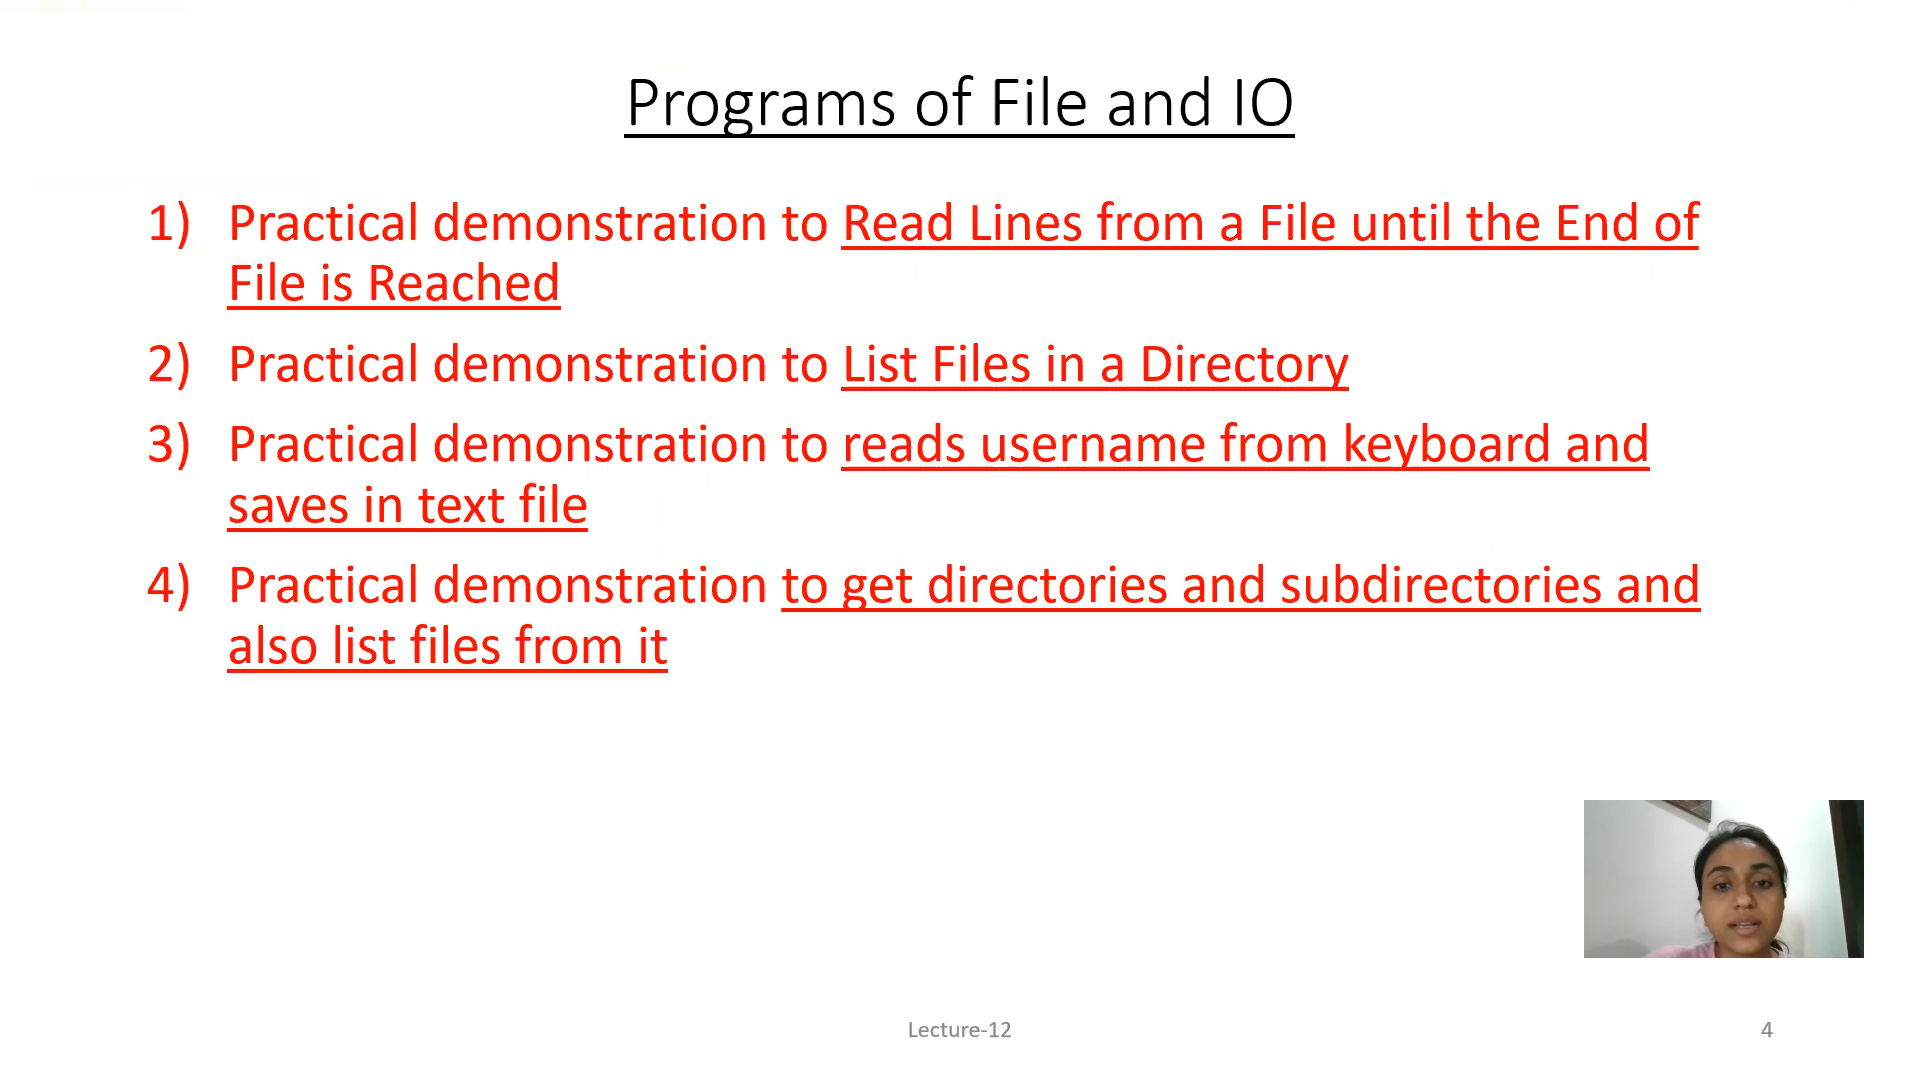 Programs of File and IO
1) Practical demonstration to Read Lines from a File until the End of
File is Reached
2) Practical demonstration to List Files in a Directory
3) Practical demonstration to reads username from keyboard and
saves in text file
4) Practical demonstration to get directories and subdirectories and
also list files from it
Lecture-12
4